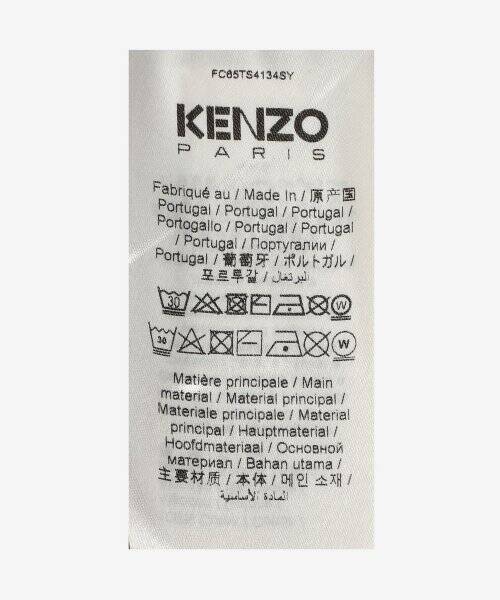 FC65TS4134SY
KENZO
PARIS
Fabriqué au / Made In / 原产国
Portugal / Portugal / Portugal /
Portogallo / Portugal / Portugal
/ Portugal / Португалии /
Portugal / 葡萄牙 / ポルトガル /
포르투갈 / البرتغال
30 W
30 W
Matière principale / Main
material / Material principal /
Materiale principale / Material
principal / Hauptmaterial /
Hoofdmateriaal / Основной
материал / Bahan utama /
主要材质 / 本体 / 메인 소재 /
المادة الأساسية